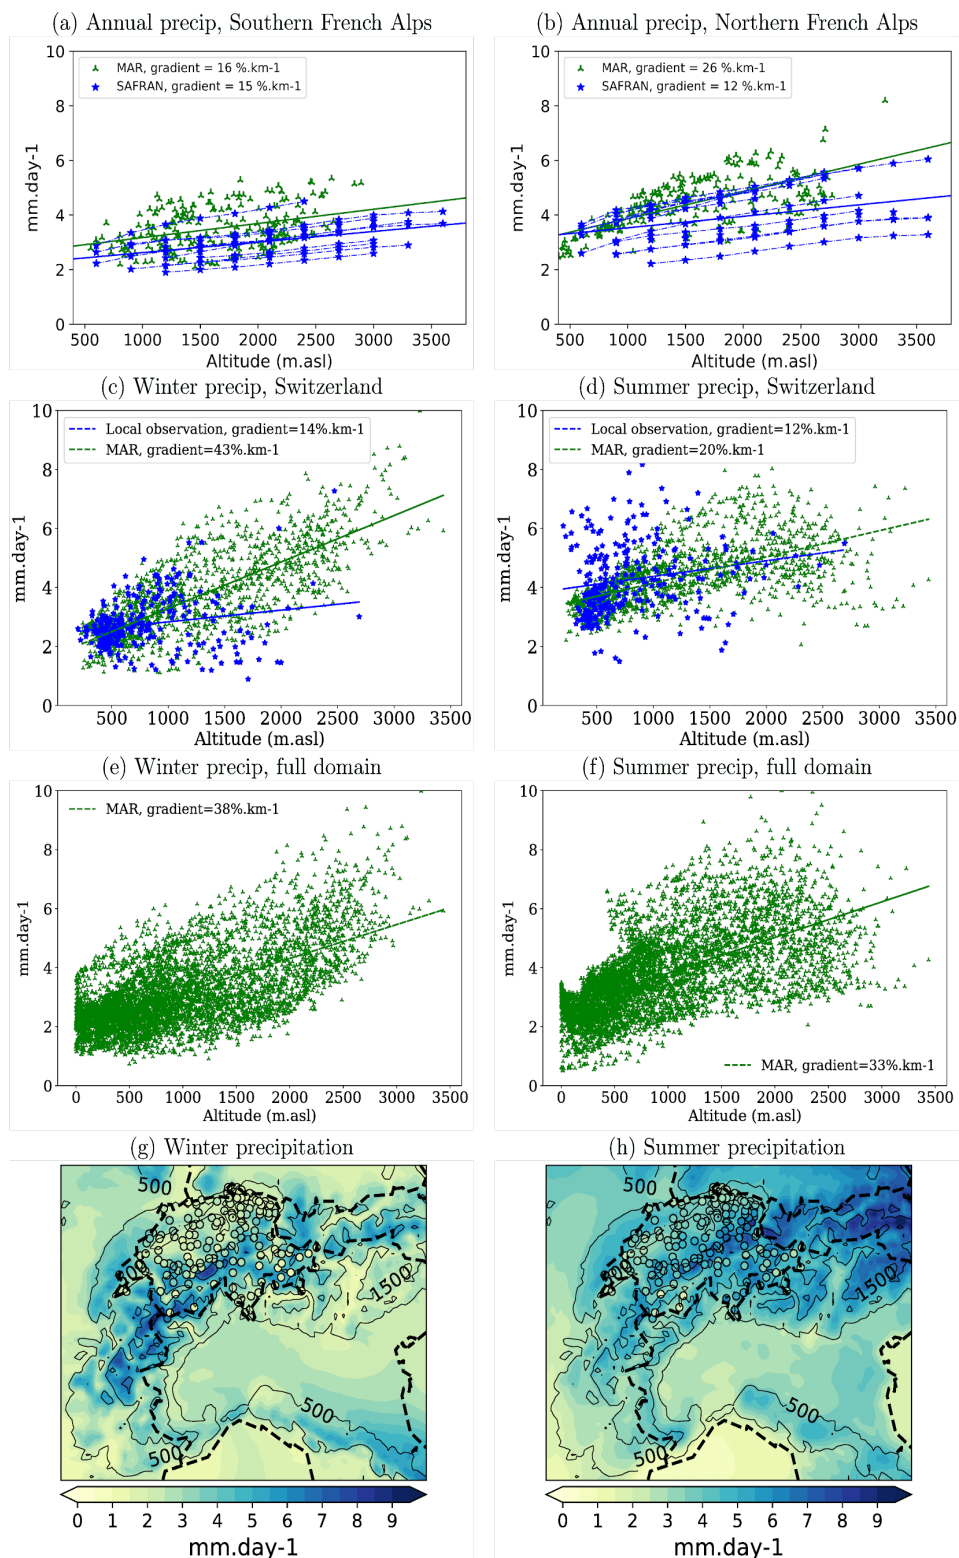 (a) Annual precip, Southern French Alps
(b) Annual precip, Northern French Alps
10
MAR, gradient = 16 %.km-1
SAFRAN, gradient = 15 %.km-1
8
6
4
2
0
mm.day-1
500 1000 1500 2000 2500 3000 3500
Altitude (m.asl)
10
MAR, gradient = 26 %.km-1
SAFRAN, gradient = 12 %.km-1
8
6
4
2
0
mm.day-1
500 1000 1500 2000 2500 3000 3500
Altitude (m.asl)
(c) Winter precip, Switzerland
(d) Summer precip, Switzerland
10
Local observation, gradient=14%.km-1
MAR, gradient=43%.km-1
8
6
4
2
0
mm.day-1
500 1000 1500 2000 2500 3000 3500
Altitude (m.asl)
10
Local observation, gradient=12%.km-1
MAR, gradient=20%.km-1
8
6
4
2
0
mm.day-1
500 1000 1500 2000 2500 3000 3500
Altitude (m.asl)
(e) Winter precip, full domain
(f) Summer precip, full domain
10
MAR, gradient=38%.km-1
8
6
4
2
0
mm.day-1
0 500 1000 1500 2000 2500 3000 3500
Altitude (m.asl)
10
8
6
4
2
0
MAR, gradient=33%.km-1
mm.day-1
0 500 1000 1500 2000 2500 3000 3500
Altitude (m.asl)
(g) Winter precipitation
(h) Summer precipitation
500
500
1500
500
500
0 1 2 3 4 5 6 7 8 9
mm.day-1
500
500
1500
500
500
0 1 2 3 4 5 6 7 8 9
mm.day-1